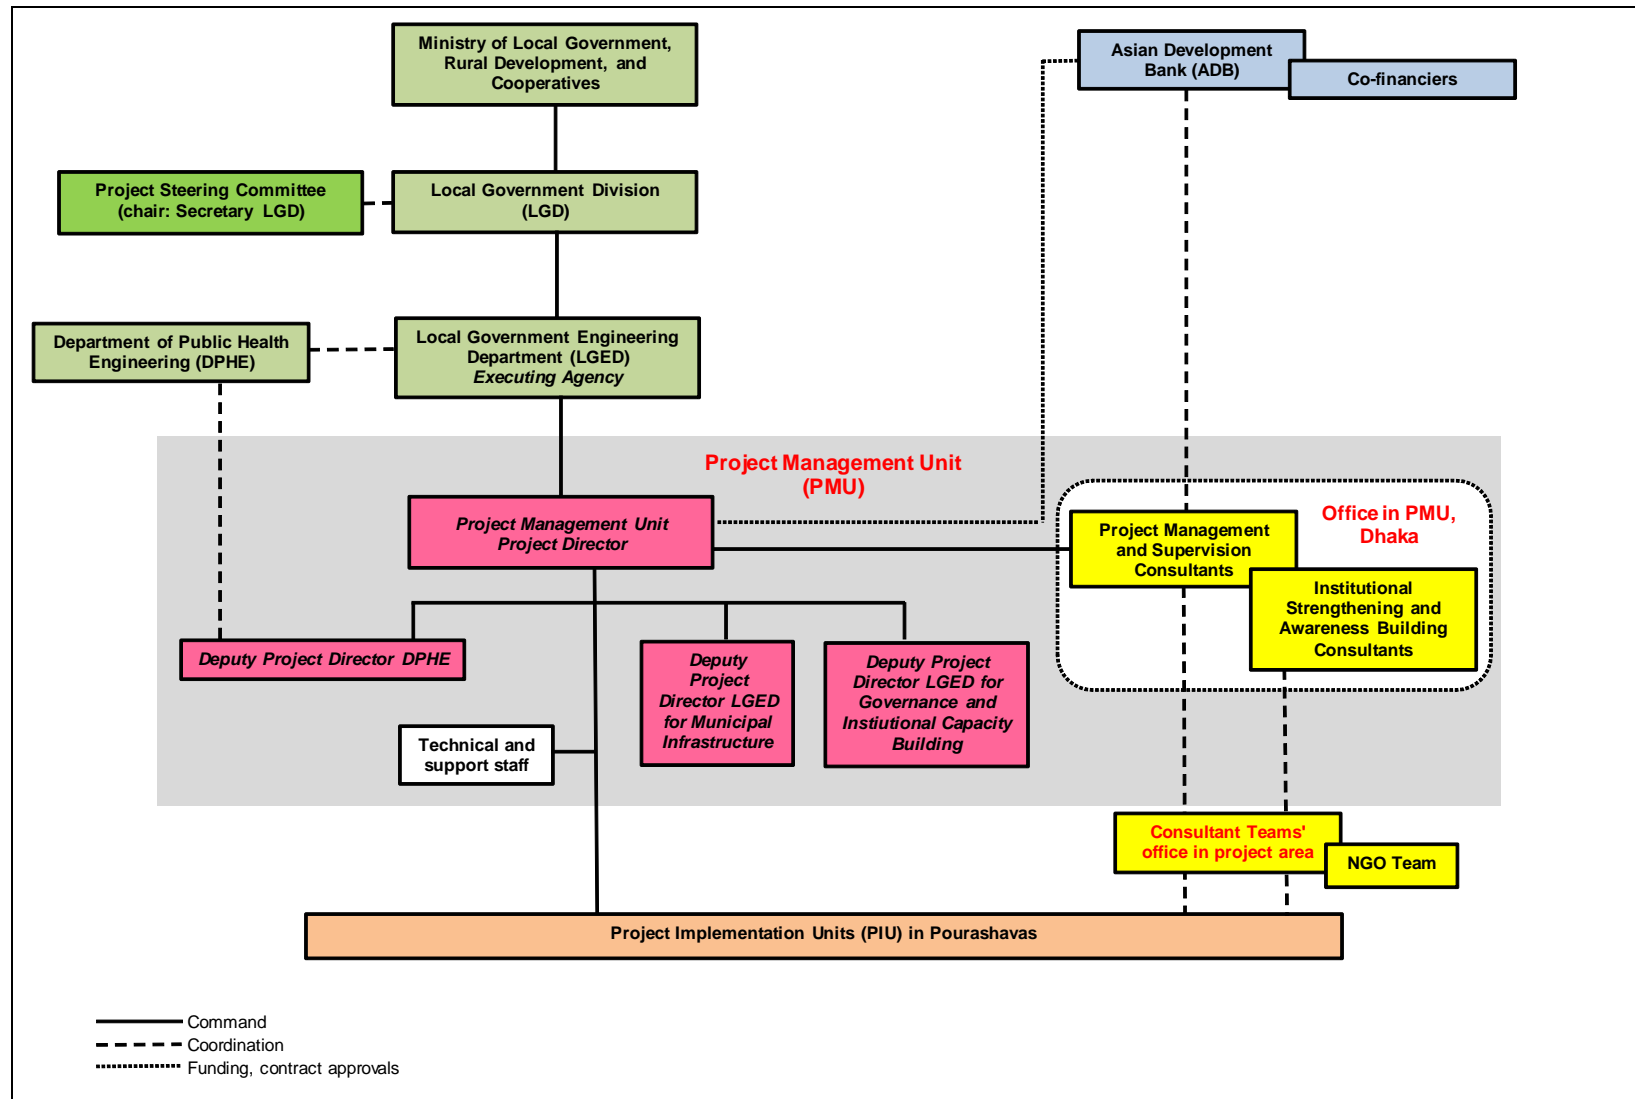 Ministry of Local Government,
Rural Development, and
Cooperatives
Asian Development
Bank (ADB)
Co-financiers
Project Steering Committee
(chair: Secretary LGD)
Local Government Division
(LGD)
Department of Public Health
Engineering (DPHE)
Local Government Engineering
Department (LGED)
Executing Agency
Project Management Unit
(PMU)
Project Management Unit
Project Director
Office in PMU,
Dhaka
Project Management
and Supervision
Consultants
Institutional
Strengthening and
Awareness Building
Consultants
Deputy Project Director DPHE
Deputy
Project
Director LGED
for Municipal
Infrastructure
Deputy Project
Director LGED for
Governance and
Instiutional Capacity
Building
Technical and
support staff
Consultant Teams'
office in project area
NGO Team
Project Implementation Units (PIU) in Pourashavas
Command
Coordination
Funding, contract approvals